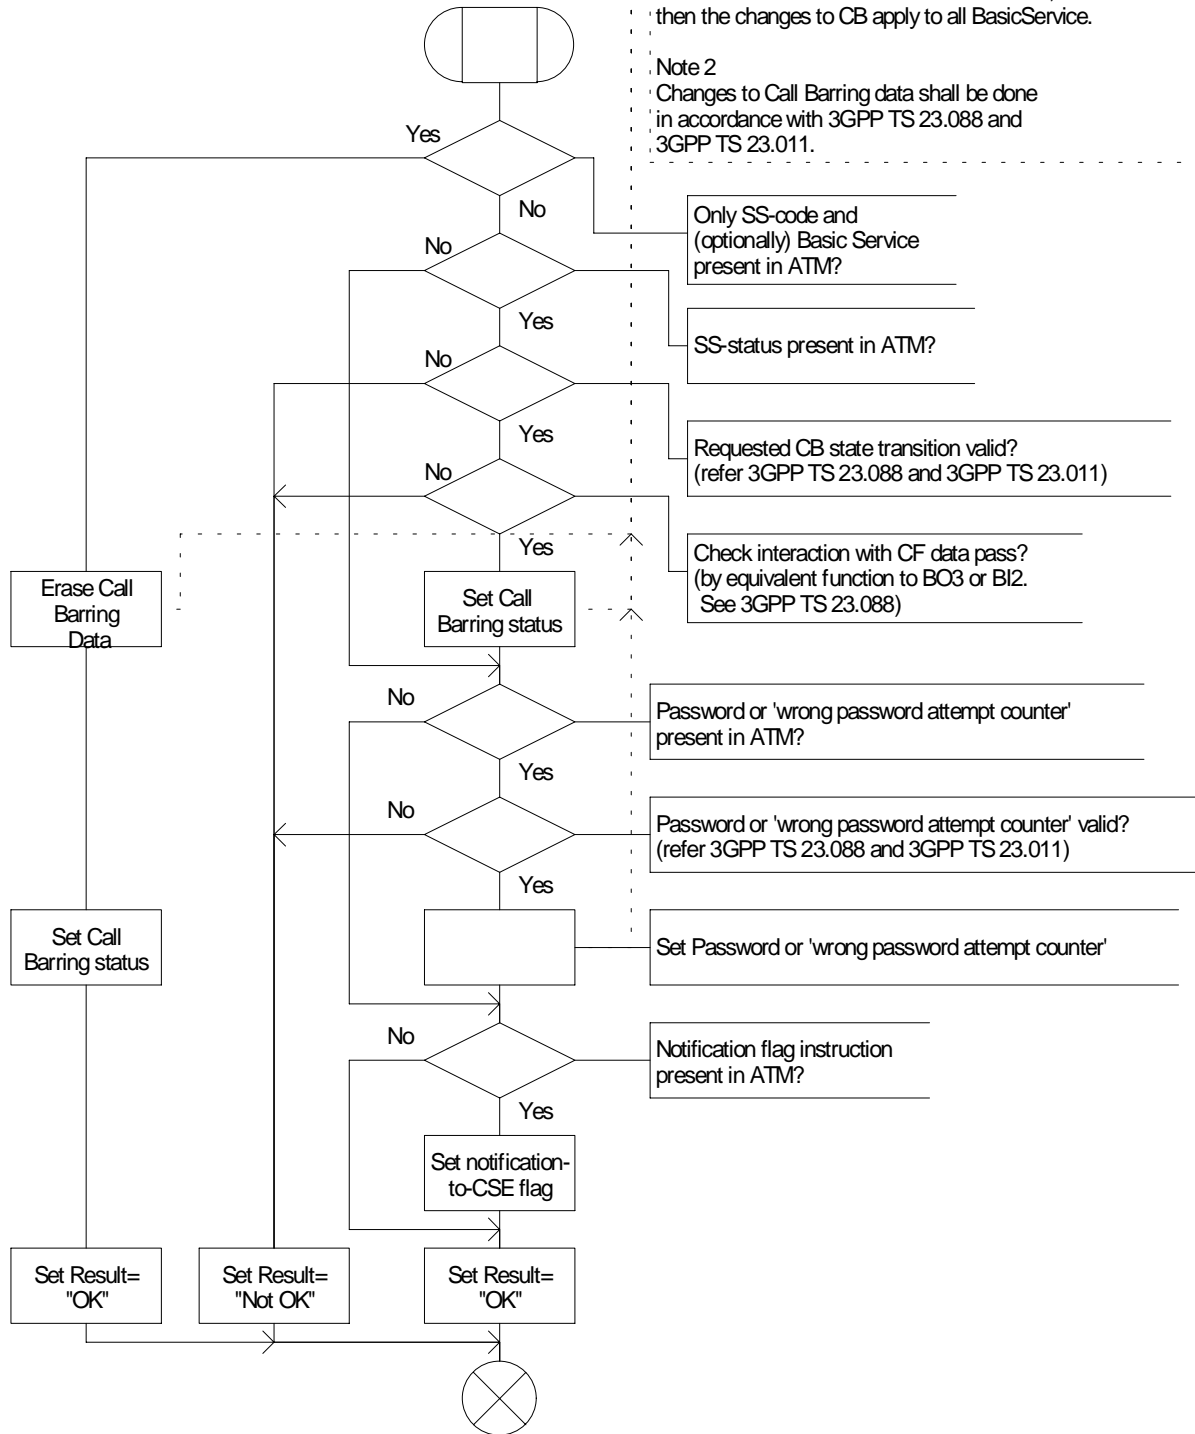 then the changes to CB apply to all BasicService.
Note 2
Changes to Call Barring data shall be done
in accordance with 3GPP TS 23.088 and
3GPP TS 23.011.
Yes
No
Only SS-code and
(optionally) Basic Service
present in ATM?
No
Yes
SS-status present in ATM?
No
Yes
Requested CB state transition valid?
(refer 3GPP TS 23.088 and 3GPP TS 23.011)
No
Yes
Check interaction with CF data pass?
(by equivalent function to BO3 or BI2.
See 3GPP TS 23.088)
Erase Call
Barring
Data
Set Call
Barring status
No
Password or 'wrong password attempt counter'
present in ATM?
Yes
No
Password or 'wrong password attempt counter' valid?
(refer 3GPP TS 23.088 and 3GPP TS 23.011)
Yes
Set Call
Barring status
Set Password or 'wrong password attempt counter'
No
Notification flag instruction
present in ATM?
Yes
Set notification-
to-CSE flag
Set Result=
"OK"
Set Result=
"Not OK"
Set Result=
"OK"